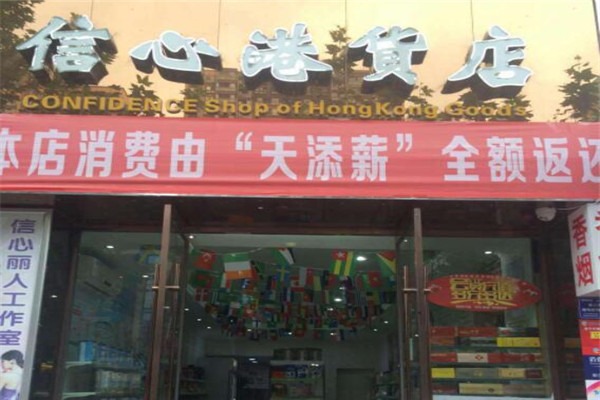 信心港货店
CONFIDENCE Shop of HongKong Goods
本店消费由“天添薪”全额返还
信心丽人工作室
香烟